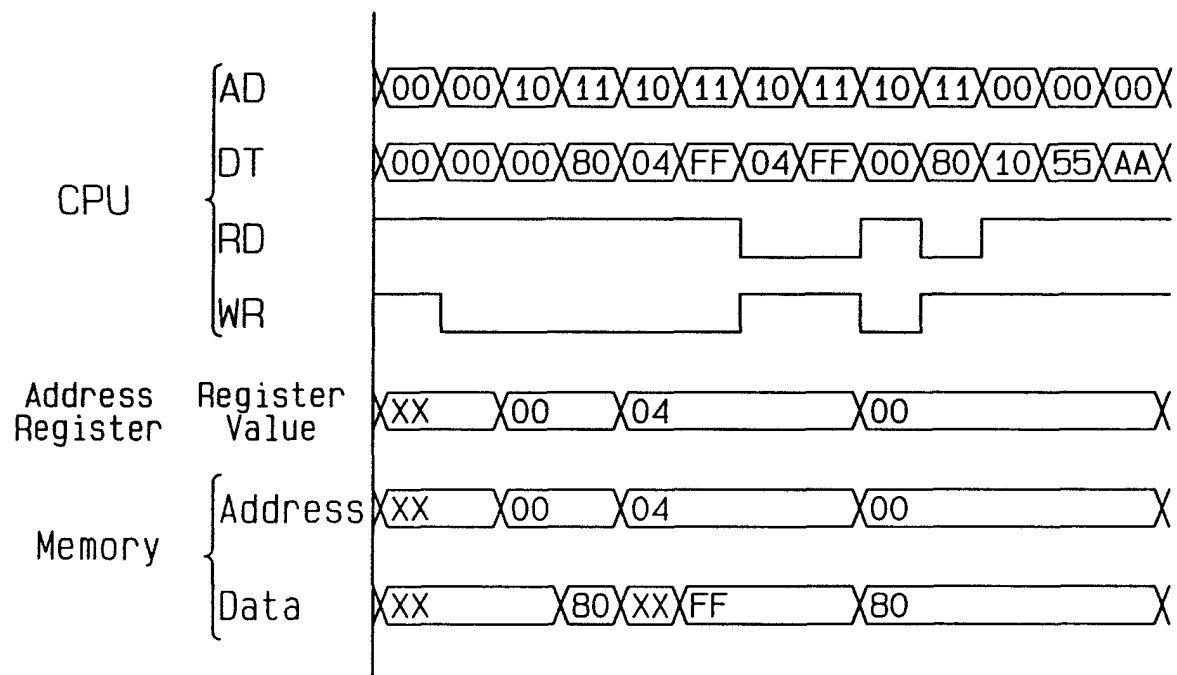 AD 00 00 10 11 10 11 10 11 10 11 00 00 00
DT 00 00 00 80 04 FF 04 FF 00 80 10 55 AA
CPU
RD
WR
Address Register Register Value XX 00 04 00
Memory
Address XX 00 04 00
Data XX 80 XX FF 80